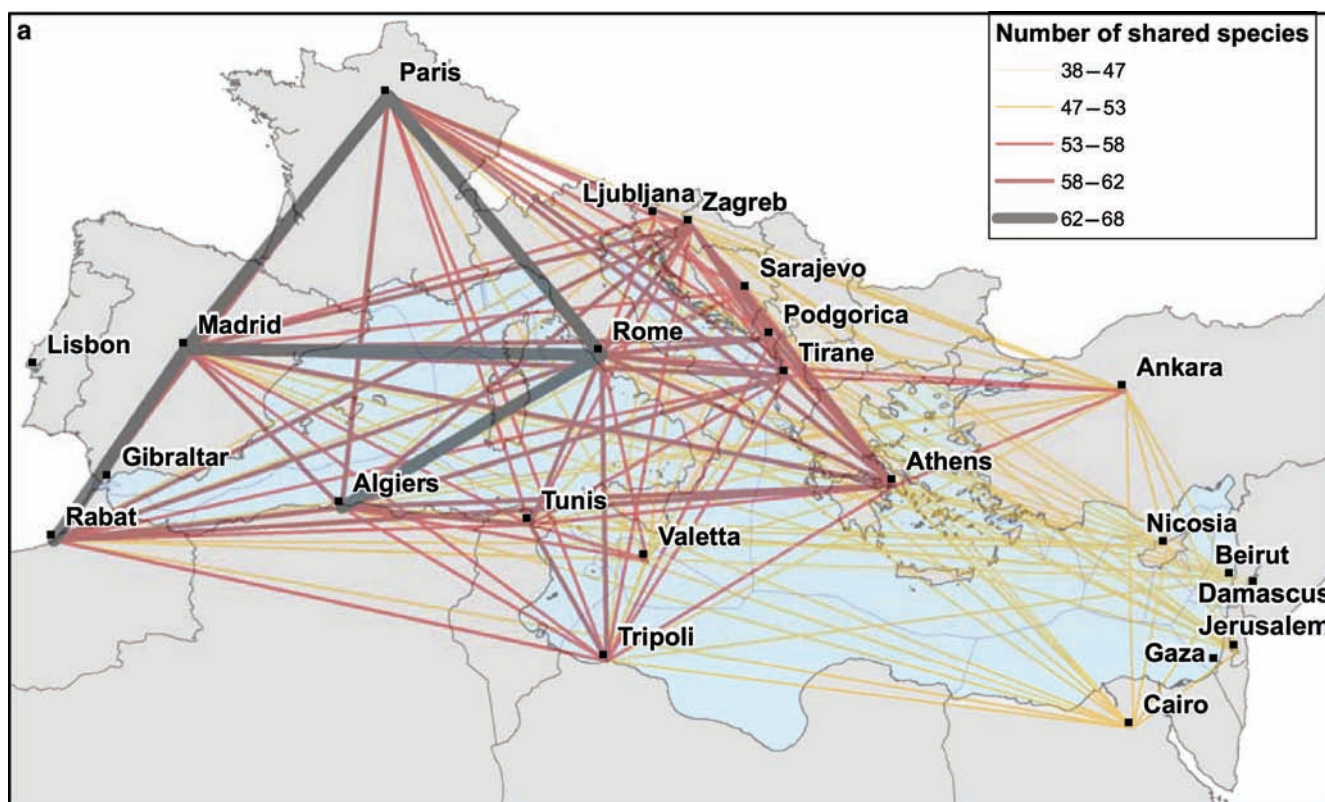 a
Number of shared species
38–47
47–53
53–58
58–62
62–68
Paris
Ljubljana
Zagreb
Sarajevo
Podgorica
Tirane
Madrid
Rome
Lisbon
Ankara
Gibraltar
Algiers
Athens
Rabat
Tunis
Valetta
Nicosia
Beirut
Damascus
Jerusalem
Tripoli
Gaza
Cairo